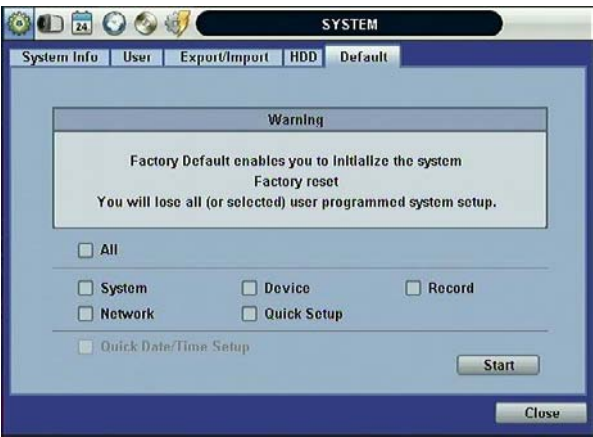 24
SYSTEM
System Info User Export/Import HDD Default
Warning
Factory Default enables you to initialize the system
Factory reset
You will lose all (or selected) user programmed system setup.
All
System Device Record
Network Quick Setup
Quick Date/Time Setup
Start
Close